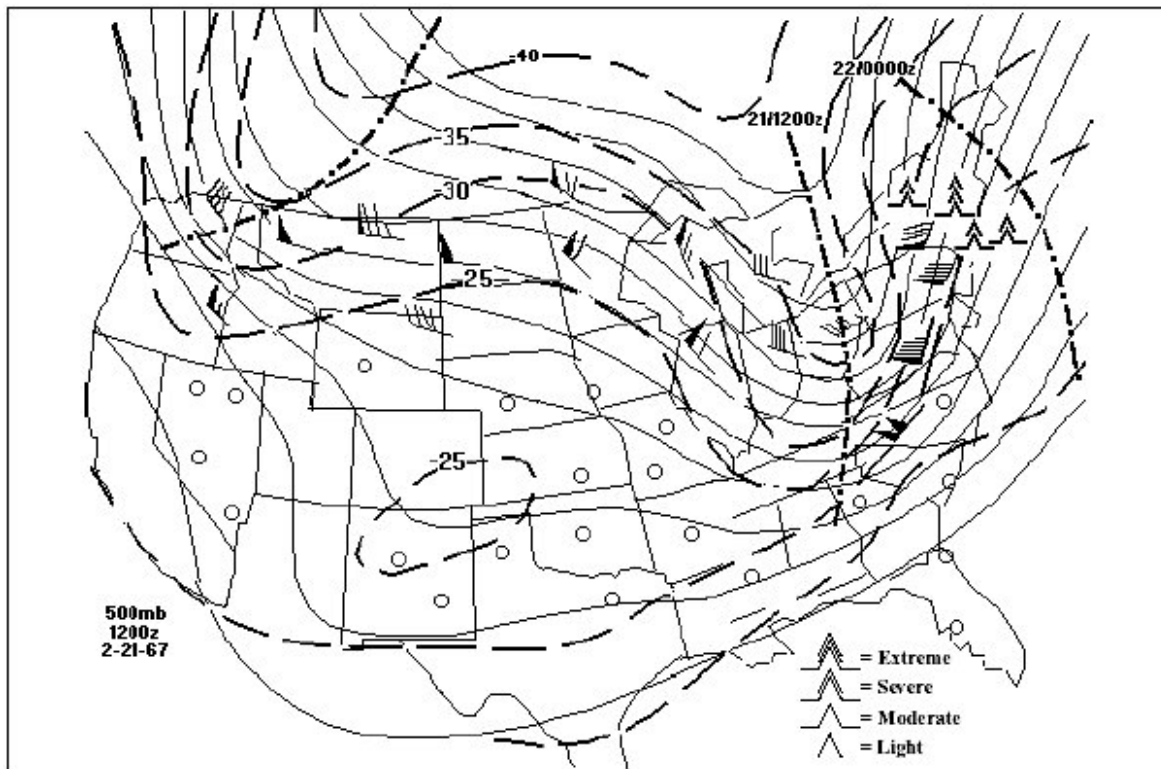 -40
22/0000z
21/1200z
-35
-30
-25
-25
500mb
1200z
2-21-67
= Extreme
= Severe
= Moderate
= Light